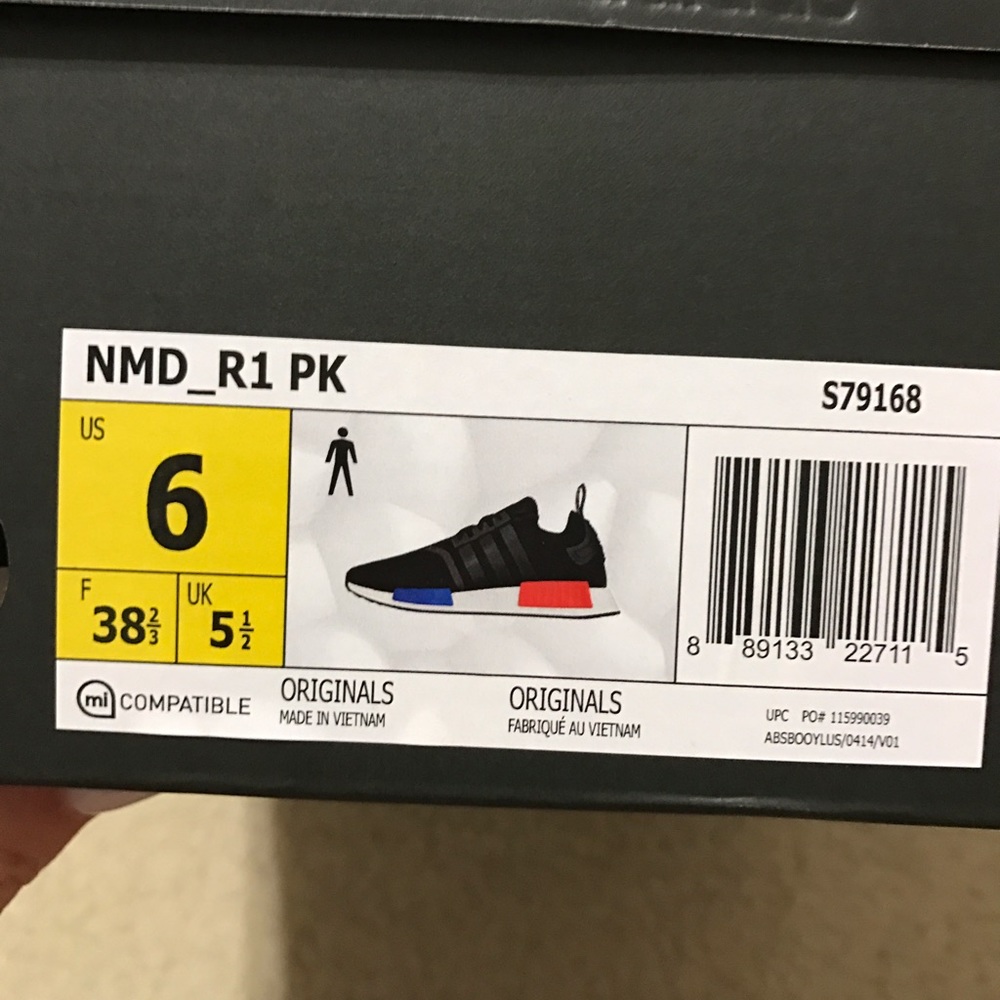 NMD_R1 PK
S79168
US
6
F
38⅔
UK
5½
8 89133 22711 5
mi COMPATIBLE
ORIGINALS
MADE IN VIETNAM
ORIGINALS
FABRIQUÉ AU VIETNAM
UPC PO# 115990039
ABSBOOYLUS/0414/V01